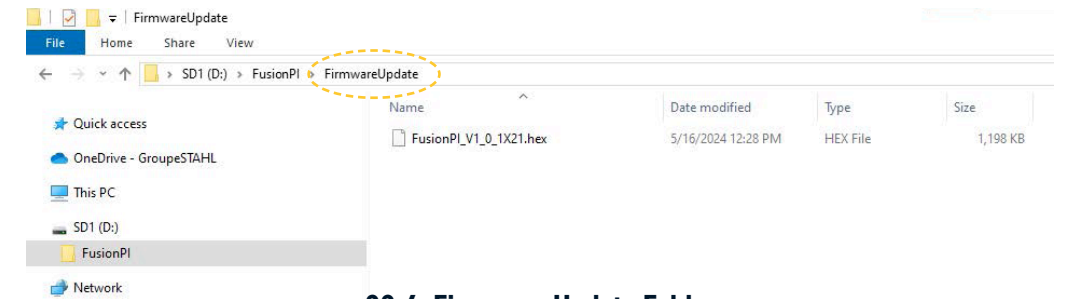 FirmwareUpdate
File Home Share View
SD1 (D:) > FusionPI > FirmwareUpdate
Name Date modified Type Size
Quick access
FusionPI_V1_0_1X21.hex 5/16/2024 12:28 PM HEX File 1,198 KB
OneDrive - GroupeSTAHL
This PC
SD1 (D:)
FusionPI
Network